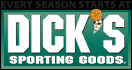 EVERY SEASON STARTS AT
DICK'S
SPORTING GOODS.